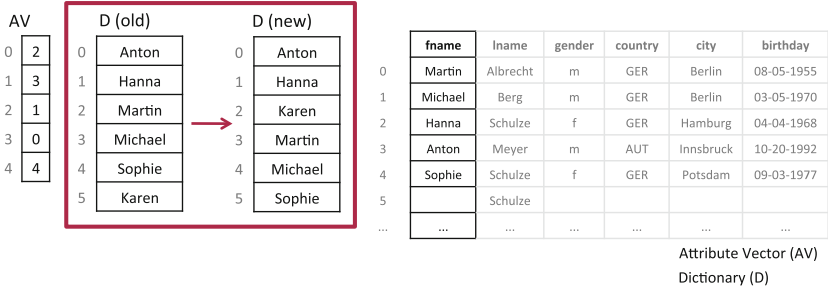 AV D (old) D (new)
0 2 0 Anton 0 Anton
1 3 1 Hanna 1 Hanna
2 1 2 Martin 2 Karen
3 0 3 Michael 3 Martin
4 4 4 Sophie 4 Michael
5 Karen 5 Sophie
fname lname gender country city birthday
0 Martin Albrecht m GER Berlin 08-05-1955
1 Michael Berg m GER Berlin 03-05-1970
2 Hanna Schulze f GER Hamburg 04-04-1968
3 Anton Meyer m AUT Innsbruck 10-20-1992
4 Sophie Schulze f GER Potsdam 09-03-1977
5 Schulze
... ... ... ... ... ... ...
Attribute Vector (AV)
Dictionary (D)